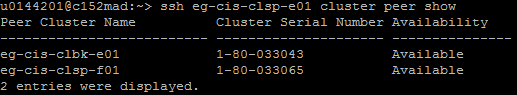 u0144201@c152mad:~> ssh eg-cis-clsp-e01 cluster peer show
Peer Cluster Name         Cluster Serial Number Availability
------------------------- --------------------- ---------------
eg-cis-clbk-e01           1-80-033043           Available
eg-cis-clsp-f01           1-80-033065           Available
2 entries were displayed.